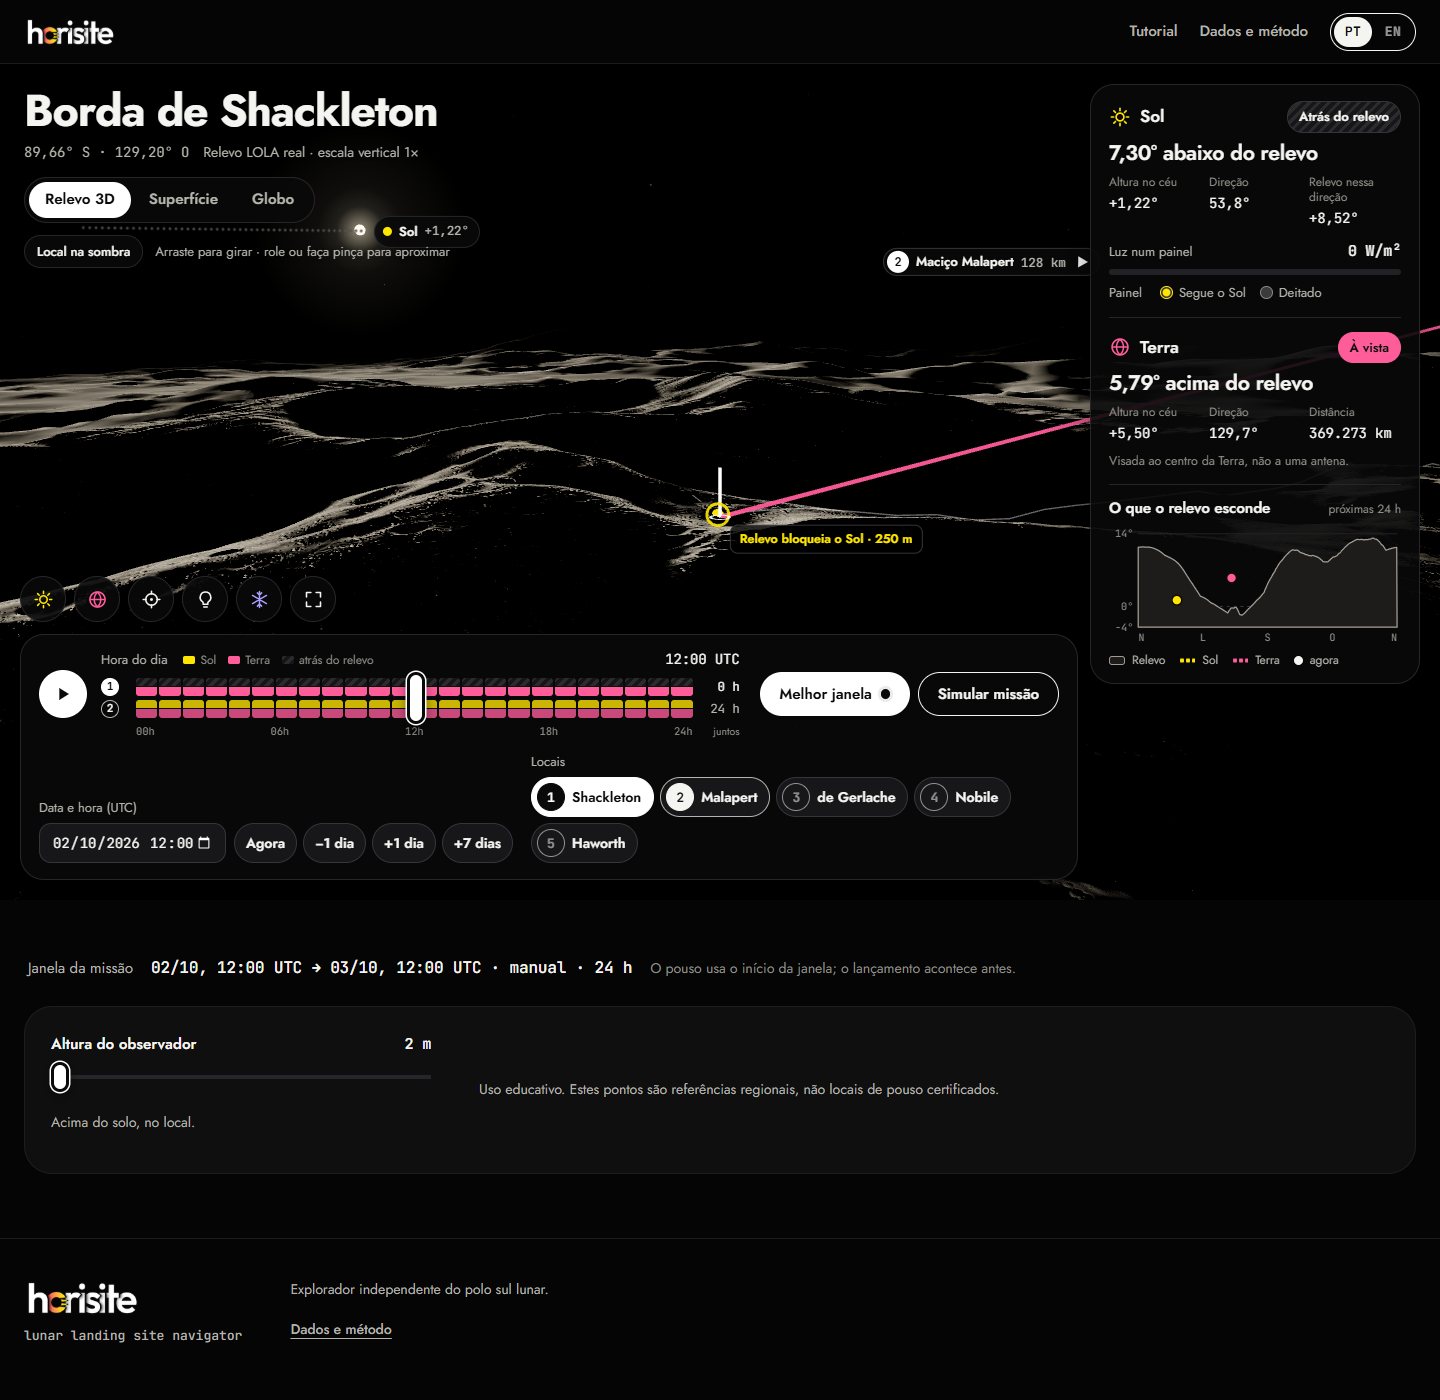 horisite
Tutorial
Dados e método
PT
EN
Borda de Shackleton
89,66° S · 129,20° O Relevo LOLA real · escala vertical 1×
Relevo 3D
Superfície
Globo
Sol +1,22°
Local na sombra
Arraste para girar · role ou faça pinça para aproximar
2 Maciço Malapert 128 km
Relevo bloqueia o Sol · 250 m
Sol
Atrás do relevo
7,30° abaixo do relevo
Altura no céu
+1,22°
Direção
53,8°
Relevo nessa
direção
+8,52°
Luz num painel
0 W/m²
Painel
Segue o Sol
Deitado
Terra
À vista
5,79° acima do relevo
Altura no céu
+5,50°
Direção
129,7°
Distância
369.273 km
Visada ao centro da Terra, não a uma antena.
O que o relevo esconde
próximas 24 h
14°
0°
-4°
N L S O N
Relevo Sol Terra agora
Hora do dia Sol Terra atrás do relevo
12:00 UTC
1 0 h
2 24 h
00h 06h 12h 18h 24h juntos
Melhor janela
Simular missão
Data e hora (UTC)
02/10/2026 12:00
Agora
−1 dia
+1 dia
+7 dias
Locais
1 Shackleton
2 Malapert
3 de Gerlache
4 Nobile
5 Haworth
Janela da missão 02/10, 12:00 UTC → 03/10, 12:00 UTC · manual · 24 h O pouso usa o início da janela; o lançamento acontece antes.
Altura do observador 2 m
Acima do solo, no local.
Uso educativo. Estes pontos são referências regionais, não locais de pouso certificados.
horisite
lunar landing site navigator
Explorador independente do polo sul lunar.
Dados e método